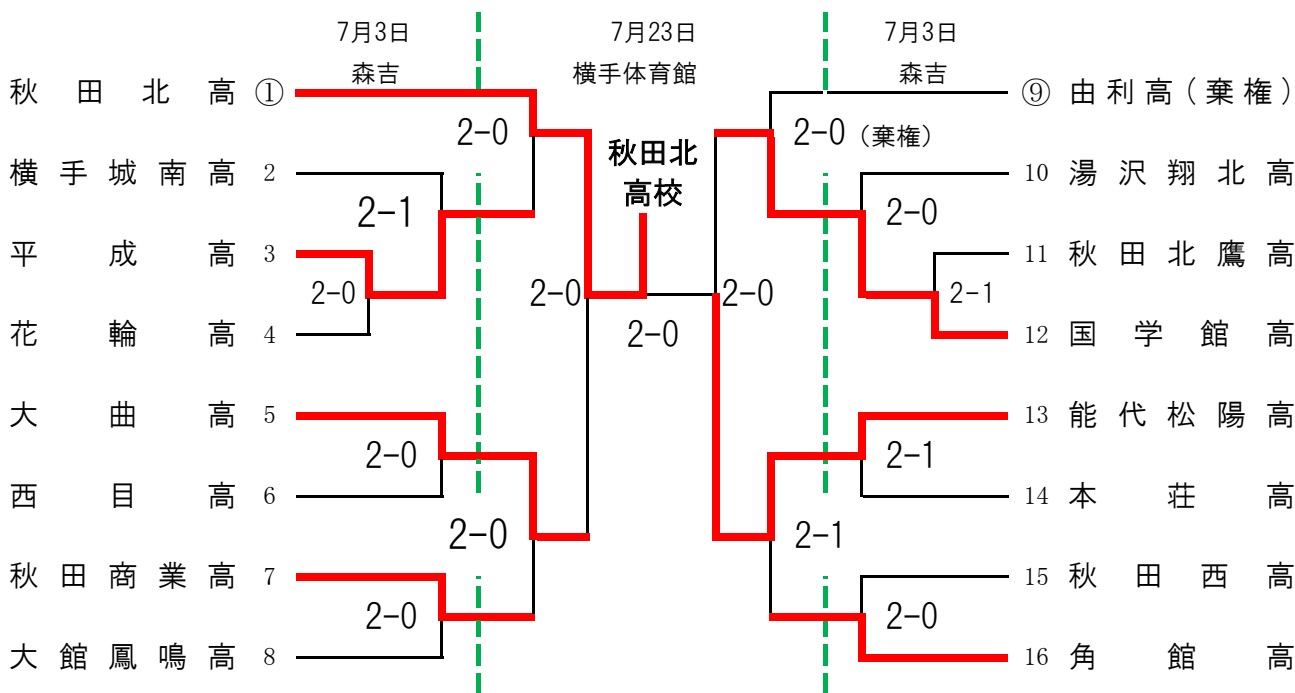 7月3日 7月23日 7月3日
森吉 横手体育館 森吉
秋田北高 ① ⑨ 由利高(棄権)
2-0 2-0 (棄権)
秋田北
高校
横手城南高 2 10 湯沢翔北高
2-1 2-0
平成高 3 11 秋田北鷹高
2-0 2-0 2-0 2-1
2-0
花輪高 4 12 国学館高
大曲高 5 13 能代松陽高
2-0 2-1
西目高 6 14 本荘高
2-0 2-1
秋田商業高 7 15 秋田西高
2-0 2-0
大館鳳鳴高 8 16 角館高